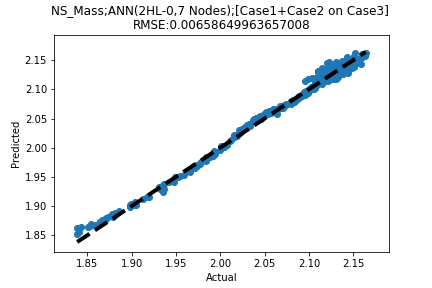 NS_Mass;ANN(2HL-0,7 Nodes);[Case1+Case2 on Case3]
RMSE:0.00658649963657008
2.15
2.10
2.05
2.00
1.95
1.90
1.85
Predicted
1.85 1.90 1.95 2.00 2.05 2.10 2.15
Actual